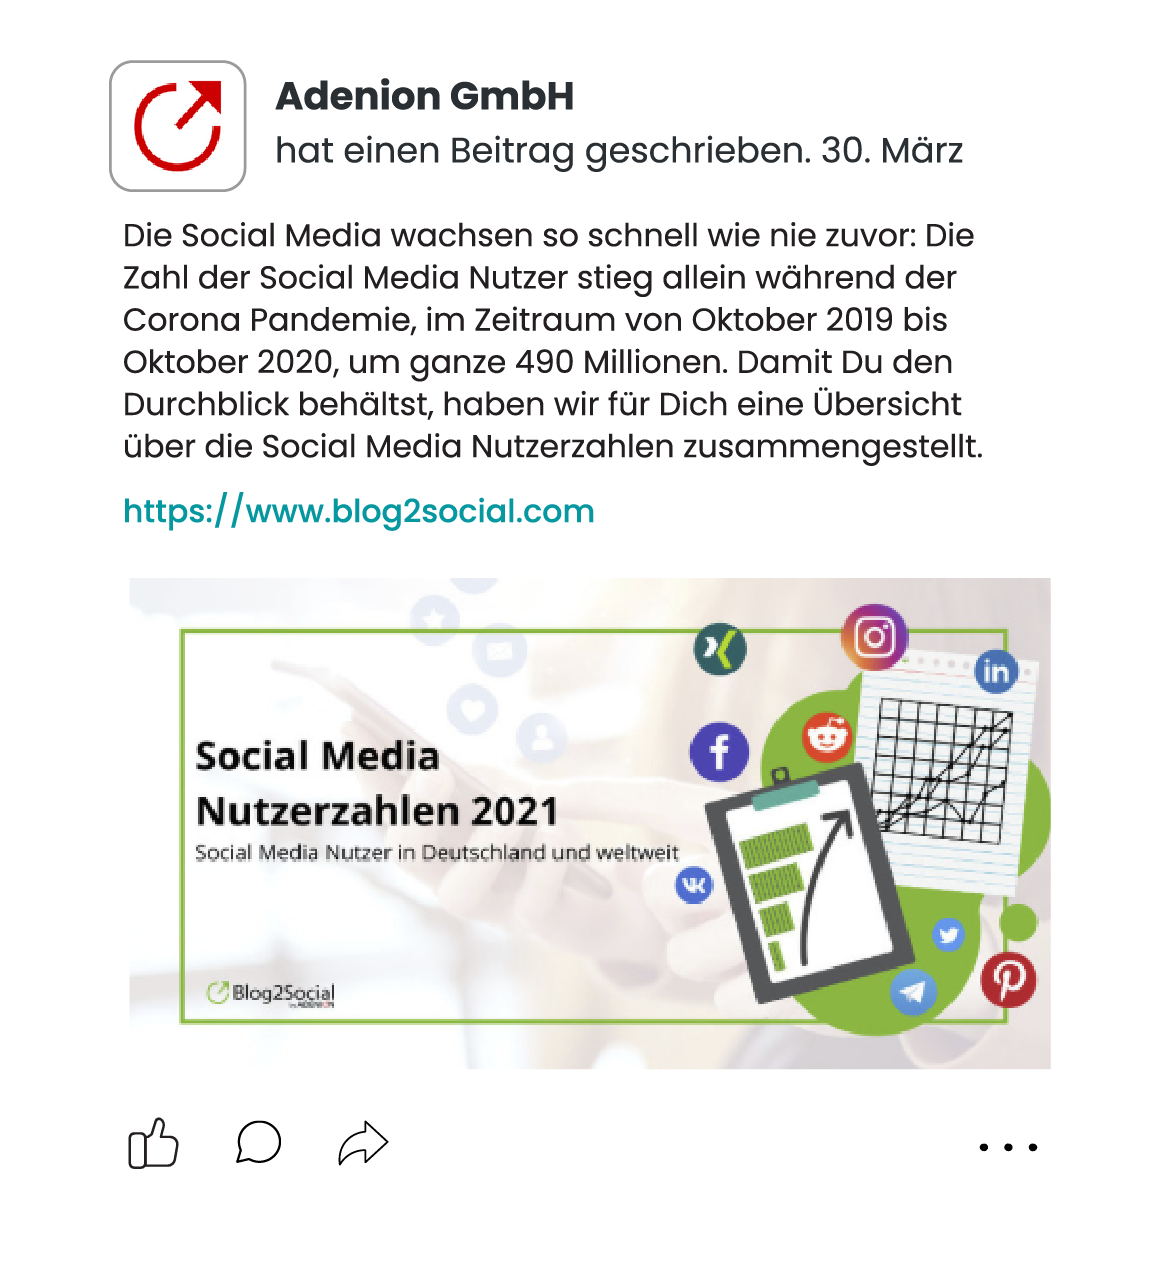 Adenion GmbH
hat einen Beitrag geschrieben. 30. März
Die Social Media wachsen so schnell wie nie zuvor: Die
Zahl der Social Media Nutzer stieg allein während der
Corona Pandemie, im Zeitraum von Oktober 2019 bis
Oktober 2020, um ganze 490 Millionen. Damit Du den
Durchblick behältst, haben wir für Dich eine Übersicht
über die Social Media Nutzerzahlen zusammengestellt.
https://www.blog2social.com
Social Media
Nutzerzahlen 2021
Social Media Nutzer in Deutschland und weltweit
Blog2Social
by ADENION
in
f